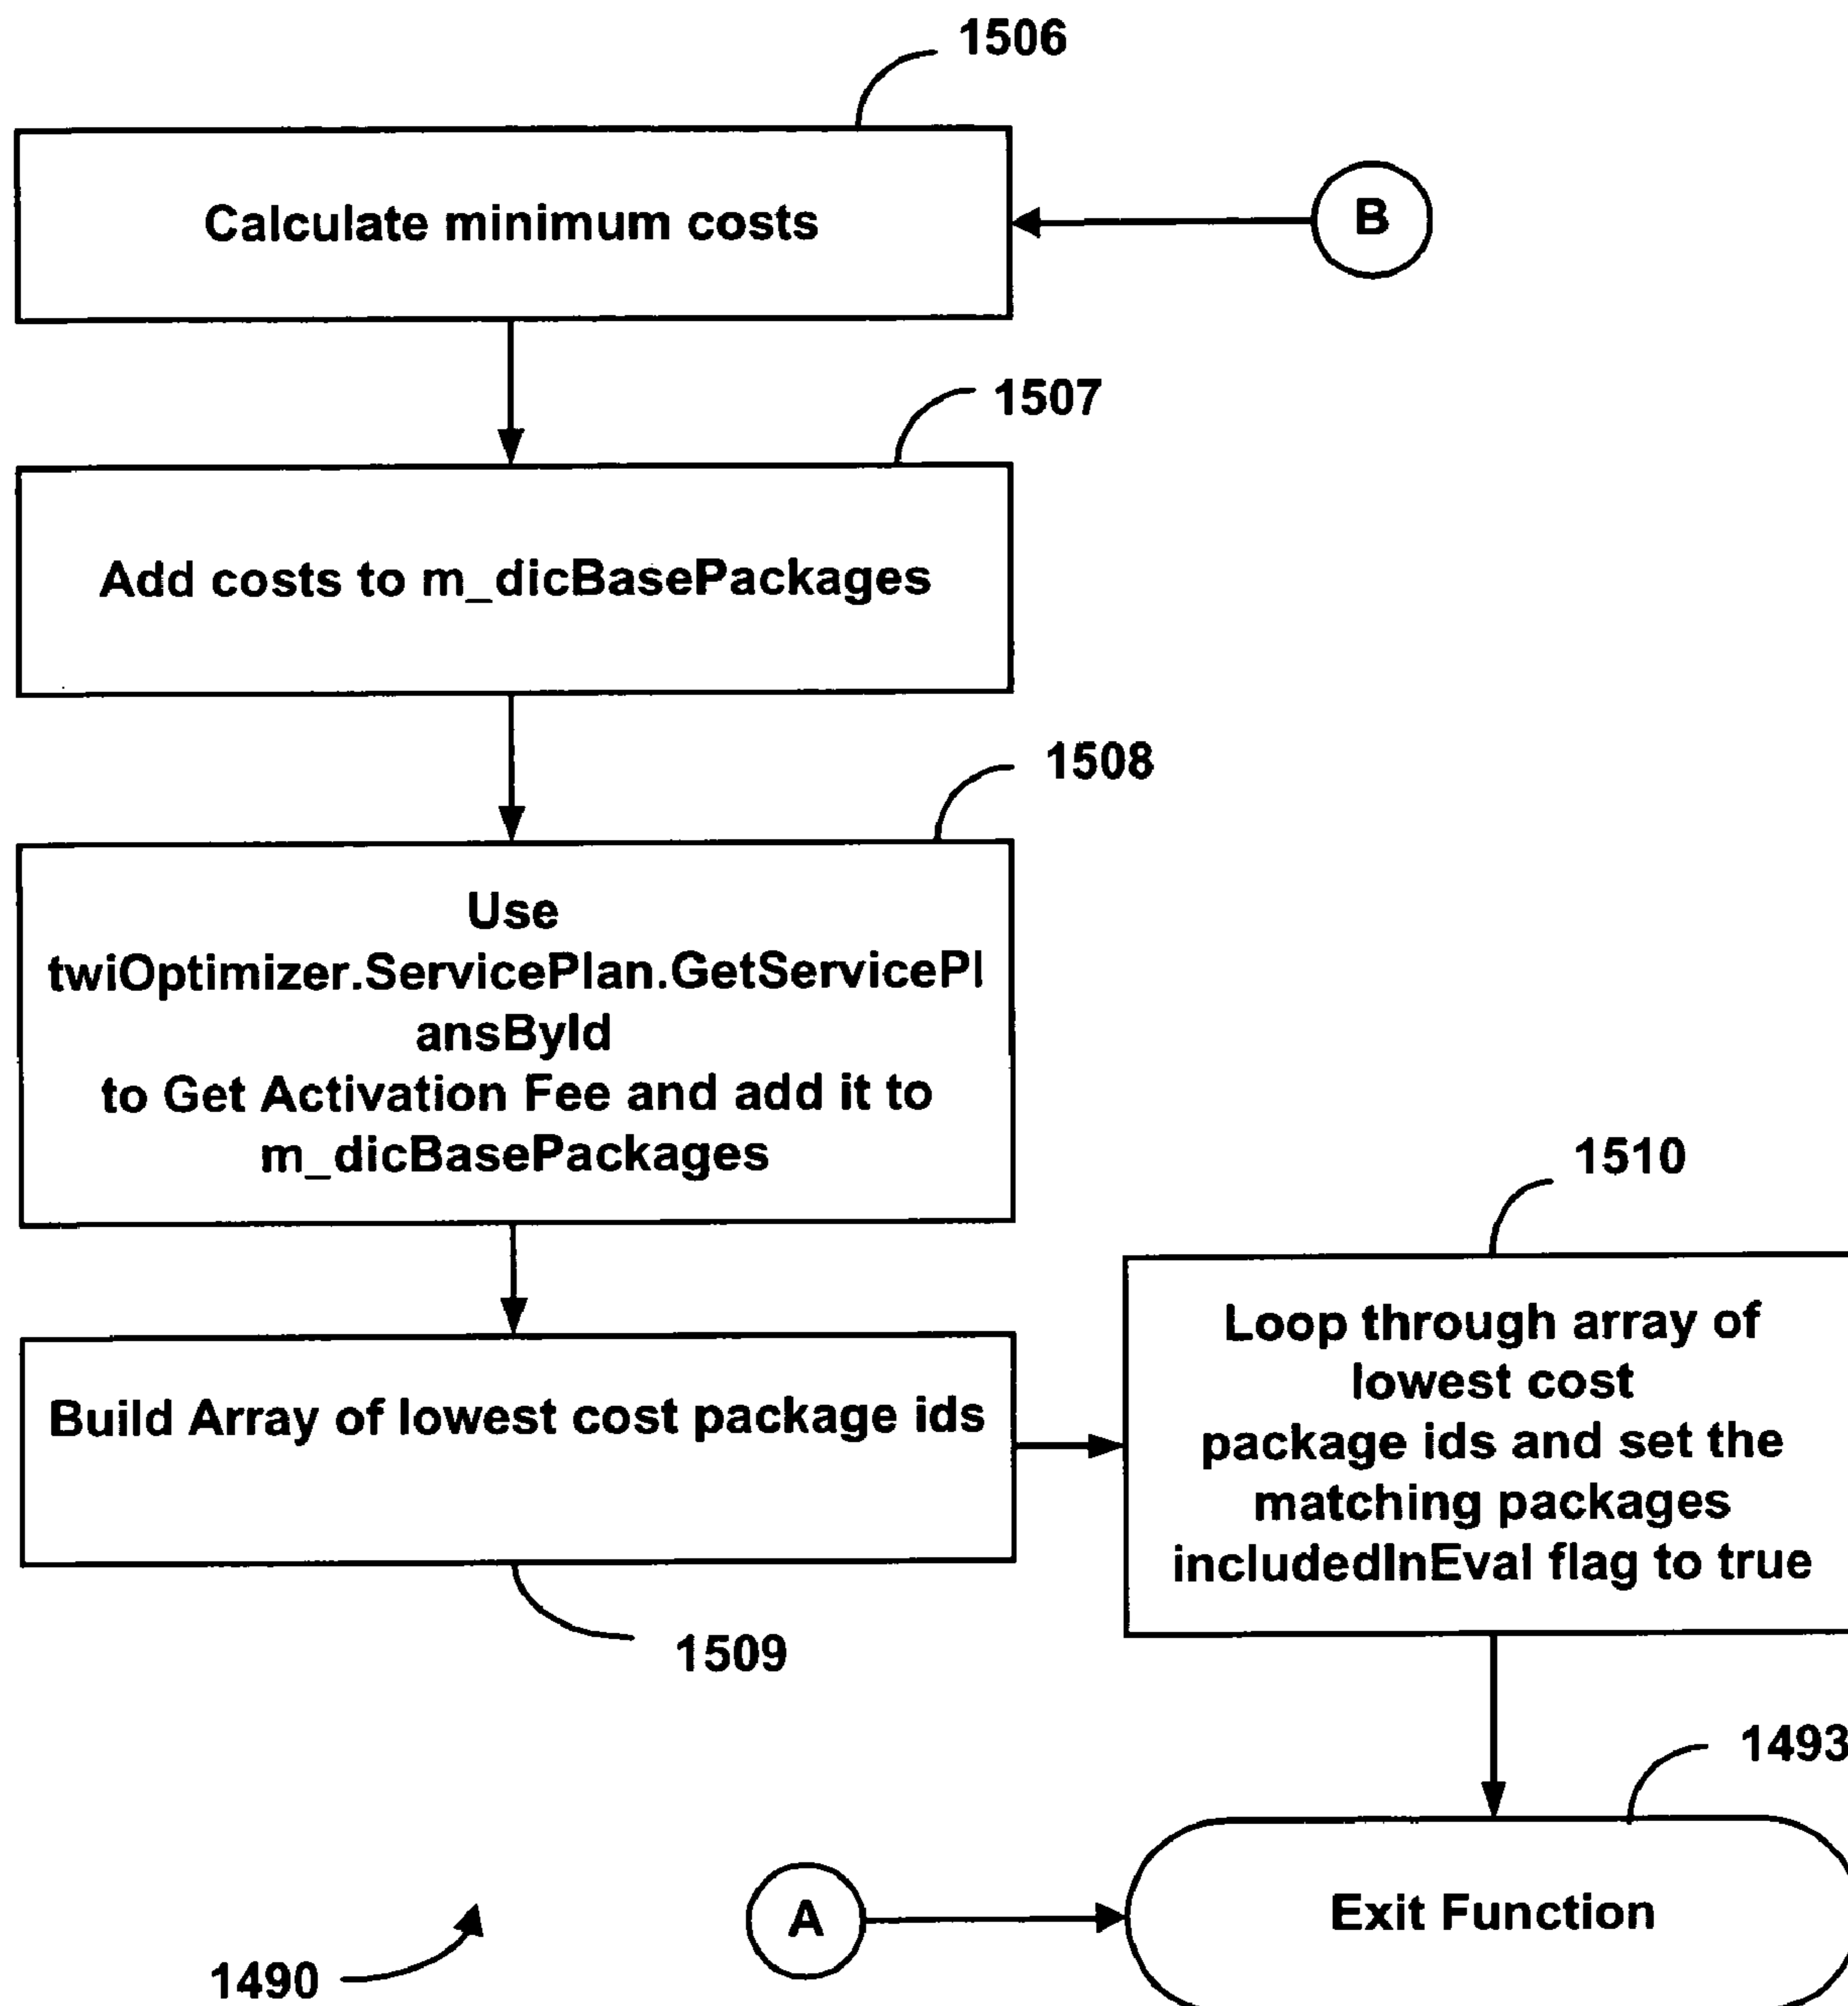 1506
Calculate minimum costs
B
1507
Add costs to m_dicBasePackages
1508
Use
twiOptimizer.ServicePlan.GetServicePl
ansById
to Get Activation Fee and add it to
m_dicBasePackages
1510
Loop through array of
lowest cost
package ids and set the
matching packages
includedInEval flag to true
Build Array of lowest cost package ids
1509
1493
A
Exit Function
1490